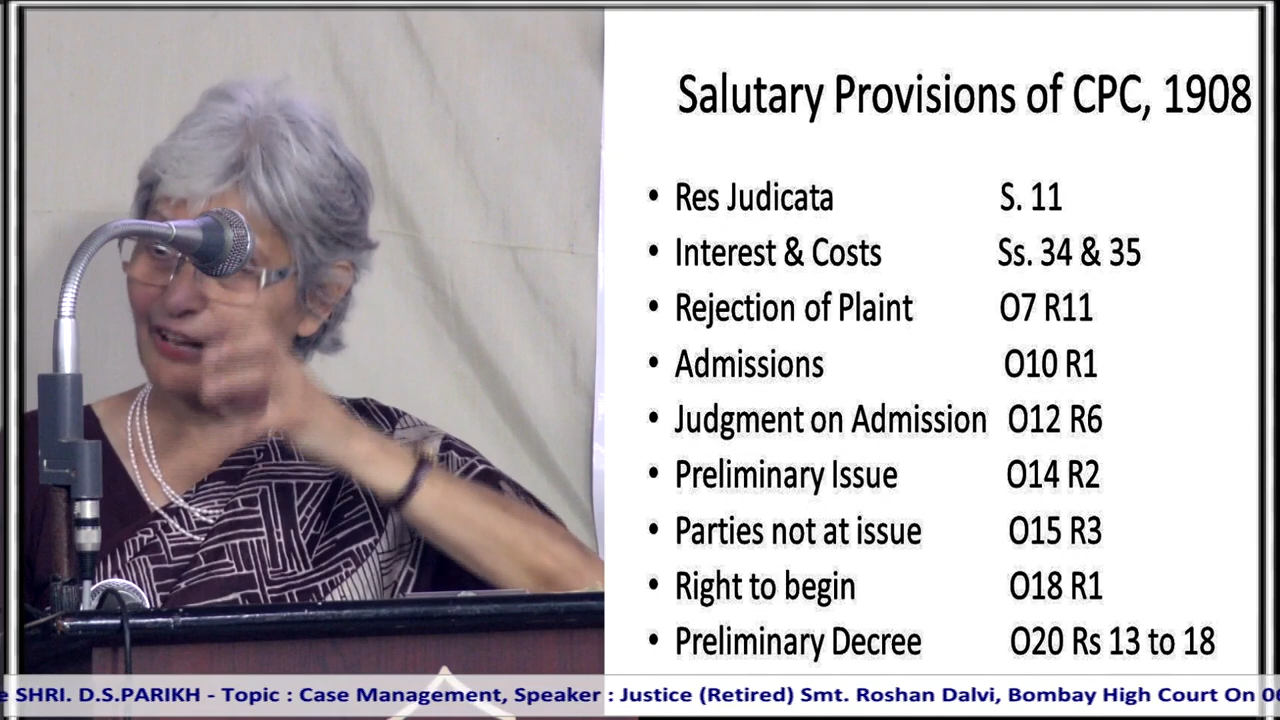 Salutary Provisions of CPC, 1908
• Res Judicata S. 11
• Interest & Costs Ss. 34 & 35
• Rejection of Plaint O7 R11
• Admissions O10 R1
• Judgment on Admission O12 R6
• Preliminary Issue O14 R2
• Parties not at issue O15 R3
• Right to begin O18 R1
• Preliminary Decree O20 Rs 13 to 18
e SHRI. D.S.PARIKH - Topic : Case Management, Speaker : Justice (Retired) Smt. Roshan Dalvi, Bombay High Court On 0